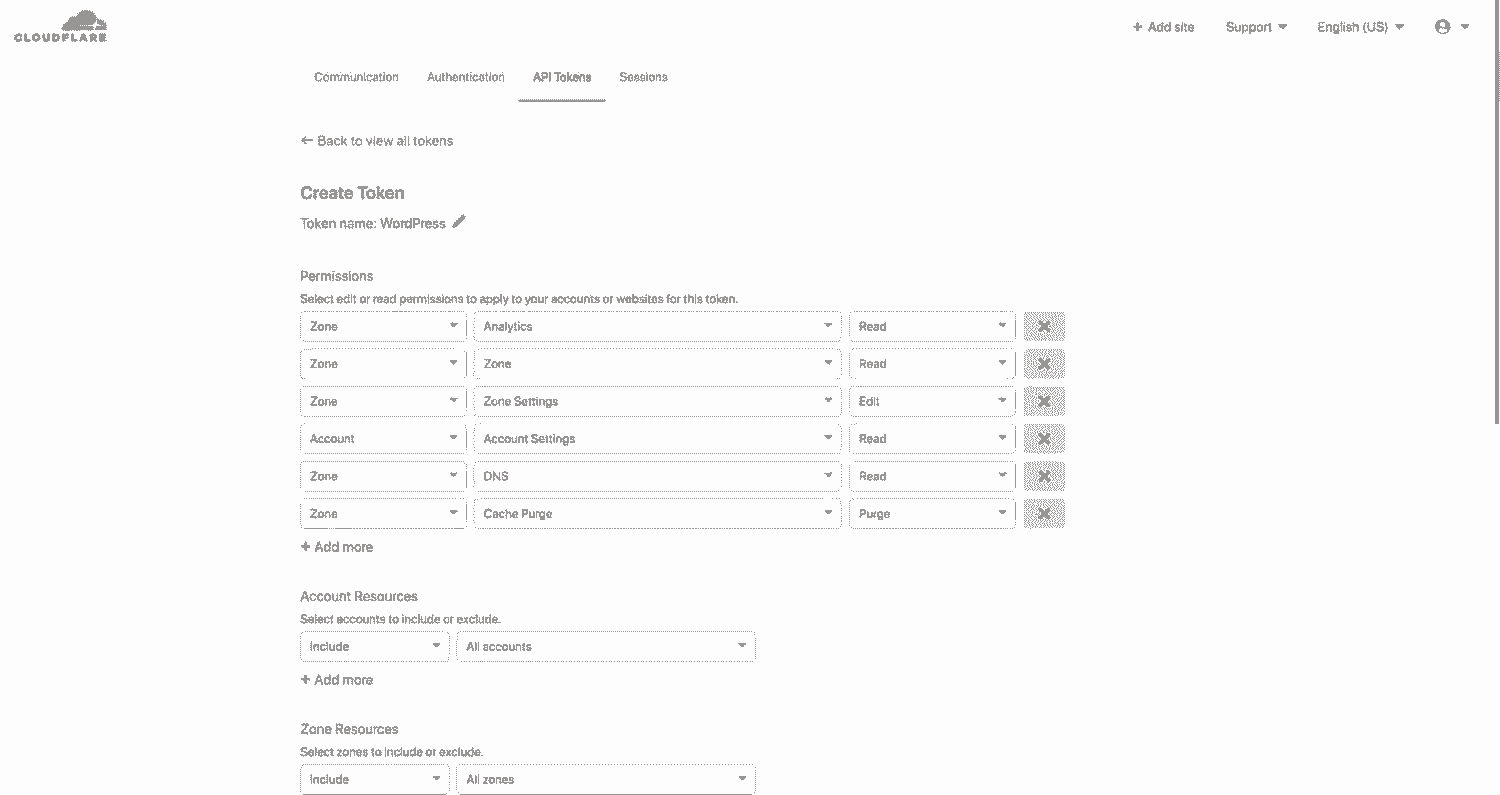 CLOUDFLARE
+ Add site Support English (US)
Communication Authentication API Tokens Sessions
← Back to view all tokens
Create Token
Token name: WordPress
Permissions
Select edit or read permissions to apply to your accounts or websites for this token.
Zone Analytics Read
Zone Zone Read
Zone Zone Settings Edit
Account Account Settings Read
Zone DNS Read
Zone Cache Purge Purge
+ Add more
Account Resources
Select accounts to include or exclude.
Include All accounts
+ Add more
Zone Resources
Select zones to include or exclude.
Include All zones